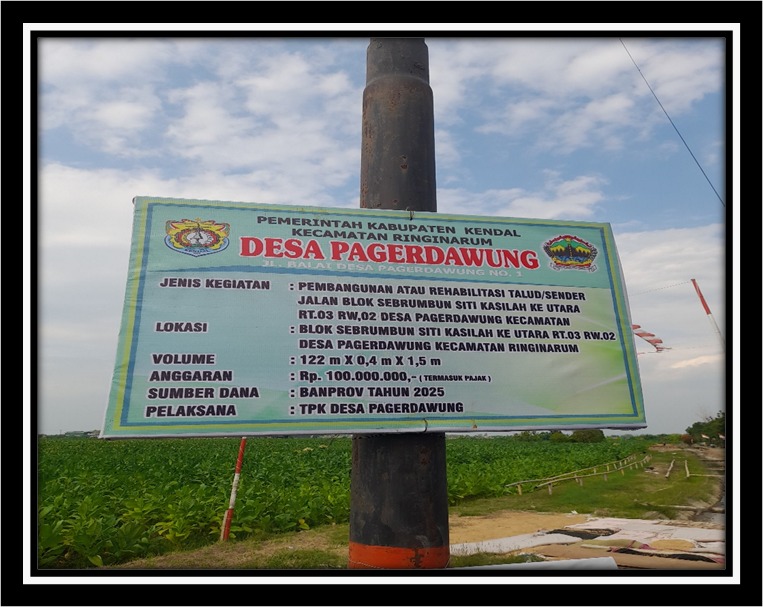 PEMERINTAH KABUPATEN KENDAL
KECAMATAN RINGINARUM
DESA PAGERDAWUNG
JL. BALAI DESA PAGERDAWUNG NO. 1
JENIS KEGIATAN : PEMBANGUNAN ATAU REHABILITASI TALUD/SENDER
JALAN BLOK SEBRUMBUN SITI KASILAH KE UTARA
RT.03 RW,02 DESA PAGERDAWUNG KECAMATAN
LOKASI : BLOK SEBRUMBUN SITI KASILAH KE UTARA RT.03 RW.02
DESA PAGERDAWUNG KECAMATAN RINGINARUM
VOLUME : 122 m X 0,4 m X 1,5 m
ANGGARAN : Rp. 100.000.000,- ( TERMASUK PAJAK )
SUMBER DANA : BANPROV TAHUN 2025
PELAKSANA : TPK DESA PAGERDAWUNG